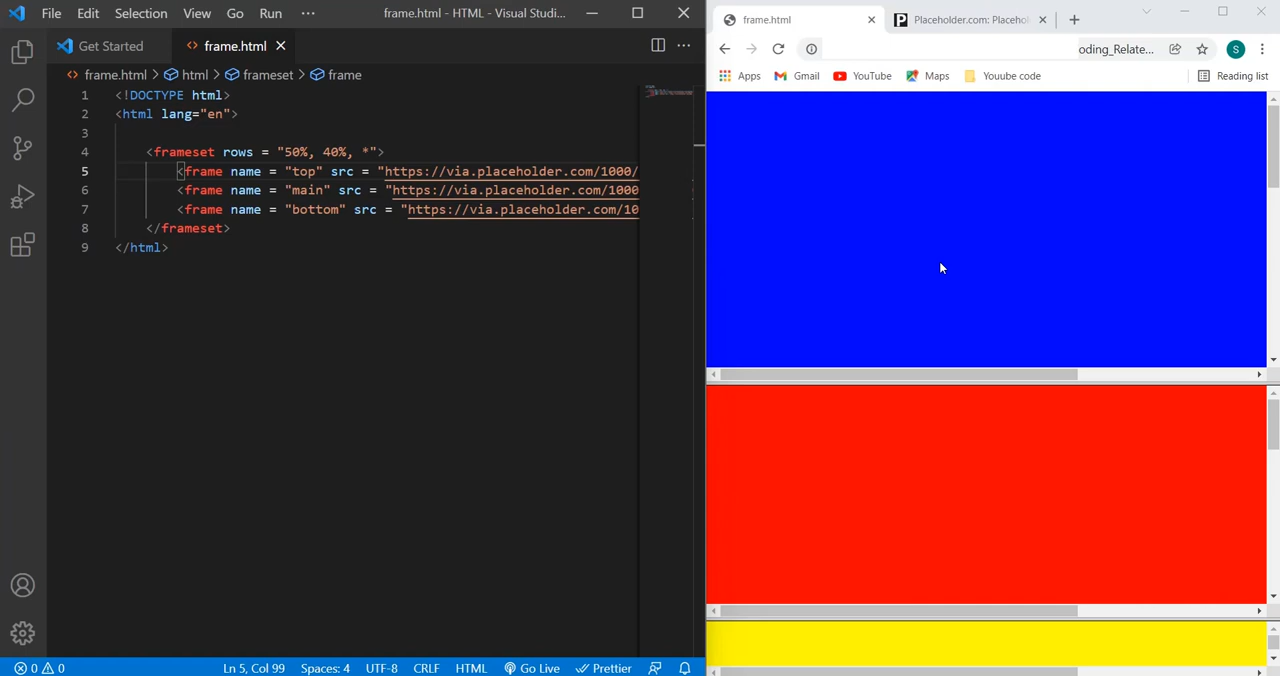 File Edit Selection View Go Run ··· frame.html - HTML - Visual Studi...
Get Started frame.html
frame.html > html > frameset > frame
1 <!DOCTYPE html>
2 <html lang="en">
3
4 <frameset rows = "50%, 40%, *">
5 <frame name = "top" src = "https://via.placeholder.com/1000/
6 <frame name = "main" src = "https://via.placeholder.com/1000
7 <frame name = "bottom" src = "https://via.placeholder.com/10
8 </frameset>
9 </html>
0 0 Ln 5, Col 99 Spaces: 4 UTF-8 CRLF HTML Go Live Prettier
frame.html Placeholder.com: Placehol
oding_Relate... S
Apps Gmail YouTube Maps Youube code Reading list